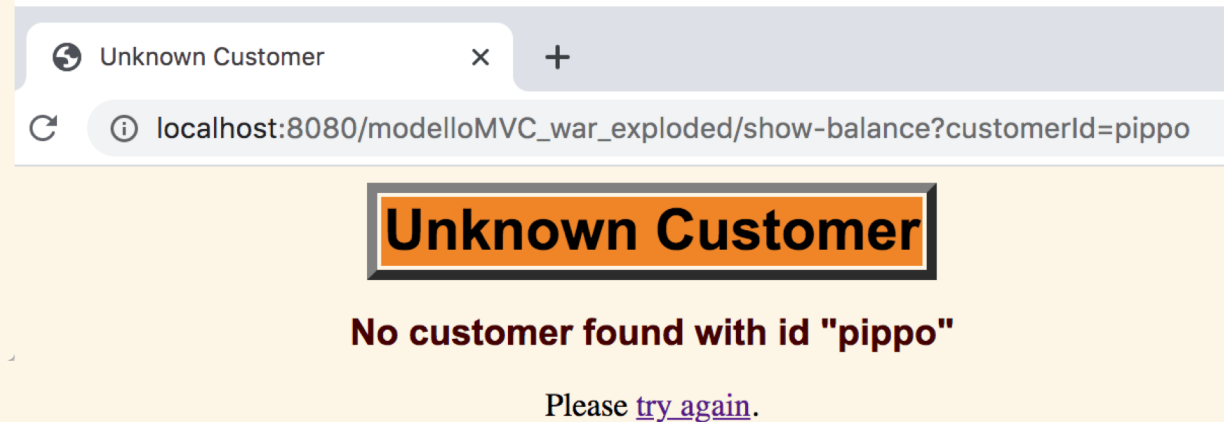 Unknown Customer
localhost:8080/modelloMVC_war_exploded/show-balance?customerId=pippo
Unknown Customer
No customer found with id "pippo"
Please try again.